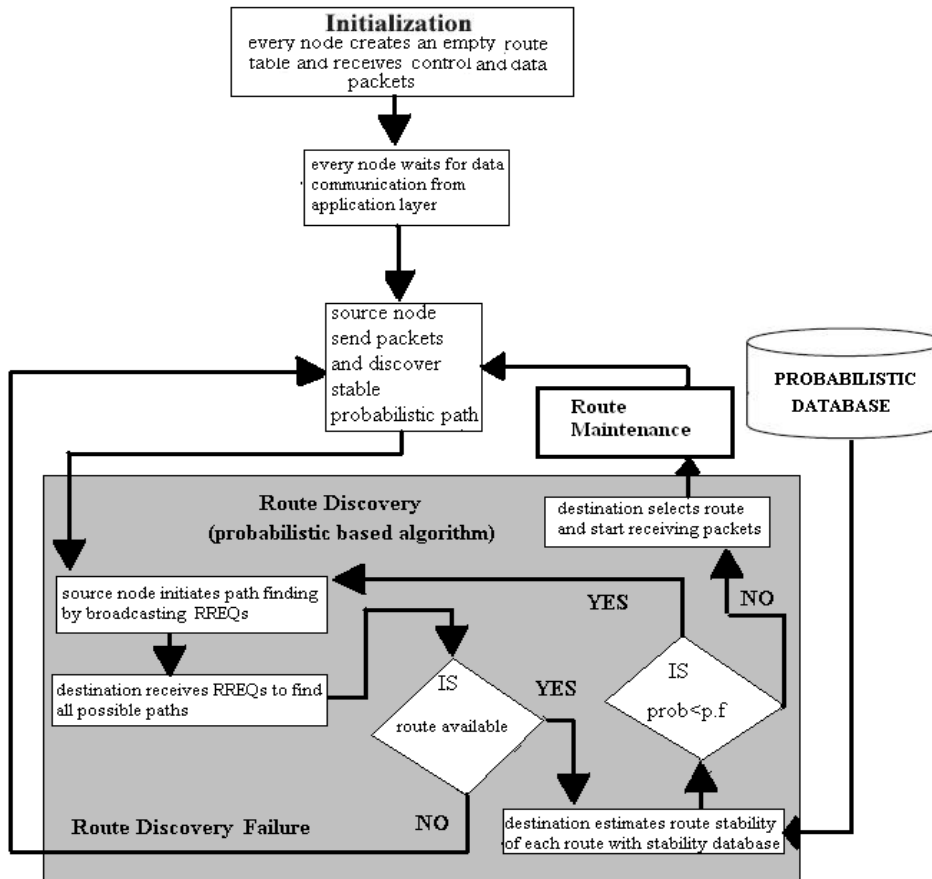 Initialization
every node creates an empty route
table and receives control and data
packets
every node waits for data
communication from
application layer
source node
send packets
and discover
stable
probabilistic path
PROBABILISTIC
DATABASE
Route
Maintenance
Route Discovery
(probabilistic based algorithm)
destination selects route
and start receiving packets
source node initiates path finding
by broadcasting RREQs
YES
NO
destination receives RREQs to find
all possible paths
IS
route available
YES
IS
prob<p.f
Route Discovery Failure
NO
destination estimates route stability
of each route with stability database